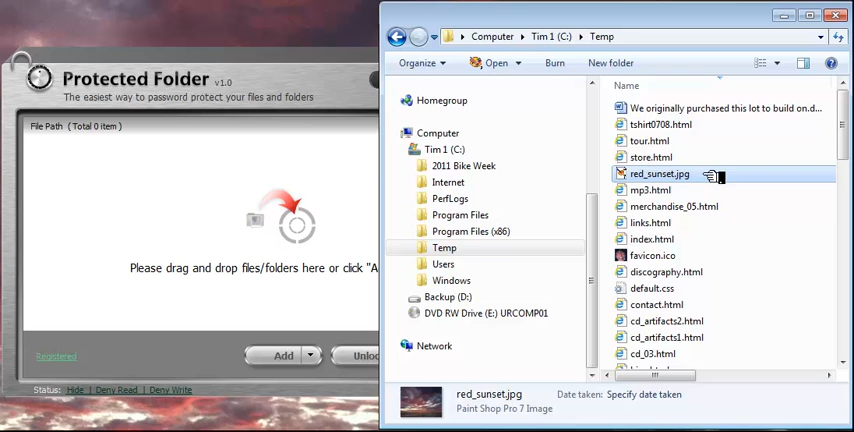 Protected Folder v1.0
The easiest way to password protect your files and folders
File Path ( Total 0 item )
Please drag and drop files/folders here or click "A
Registered
Add
Unloc
Status: Hide | Deny Read | Deny Write
Computer
Tim 1 (C:)
Temp
Organize
Open
Burn
New folder
Homegroup
Computer
Tim 1 (C:)
2011 Bike Week
Internet
PerfLogs
Program Files
Program Files (x86)
Temp
Users
Windows
Backup (D:)
DVD RW Drive (E:) URCOMP01
Network
Name
We originally purchased this lot to build on.d...
tshirt0708.html
tour.html
store.html
red_sunset.jpg
mp3.html
merchandise_05.html
links.html
index.html
favicon.ico
discography.html
default.css
contact.html
cd_artifacts2.html
cd_artifacts1.html
cd_03.html
red_sunset.jpg
Date taken: Specify date taken
Paint Shop Pro 7 Image